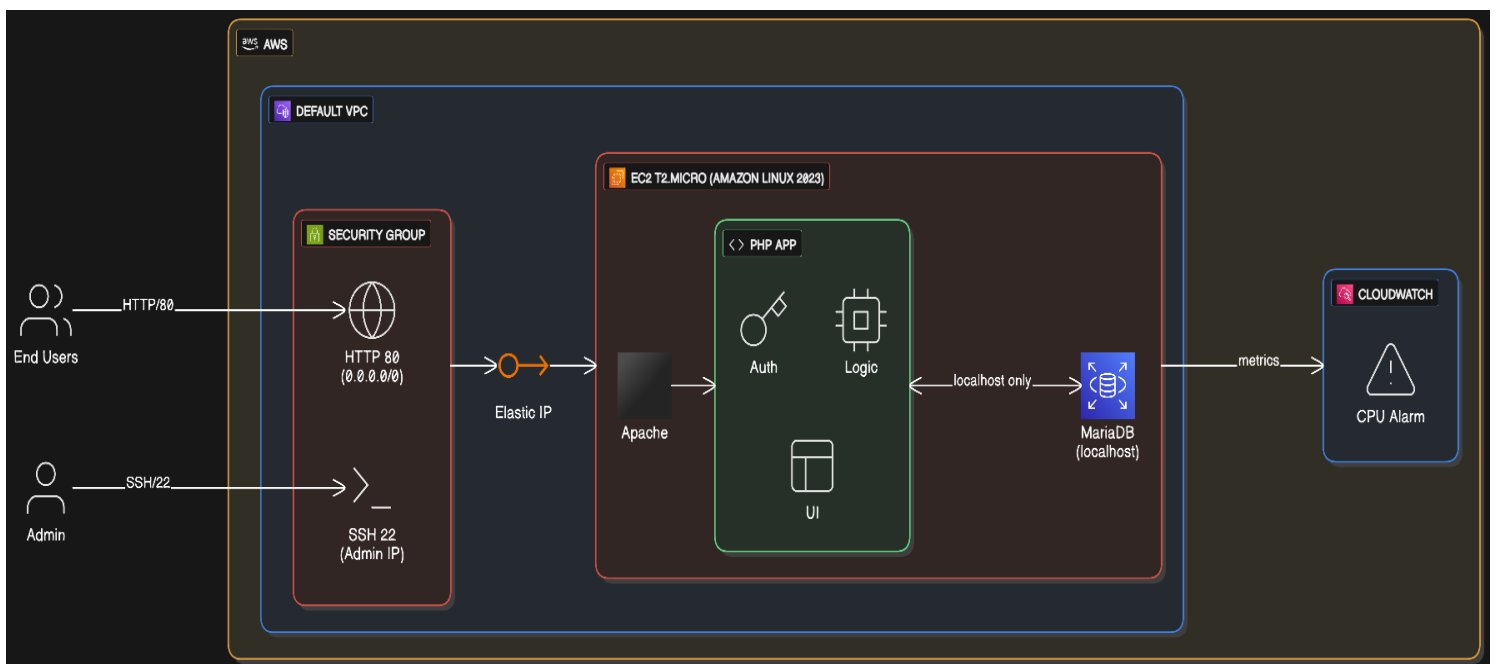 aws AWS
DEFAULT VPC
EC2 T2.MICRO (AMAZON LINUX 2023)
SECURITY GROUP
<> PHP APP
CLOUDWATCH
HTTP/80
End Users
HTTP 80
(0.0.0.0/0)
Elastic IP
Apache
Auth
Logic
localhost only
MariaDB
(localhost)
metrics
CPU Alarm
SSH/22
Admin
SSH 22
(Admin IP)
UI